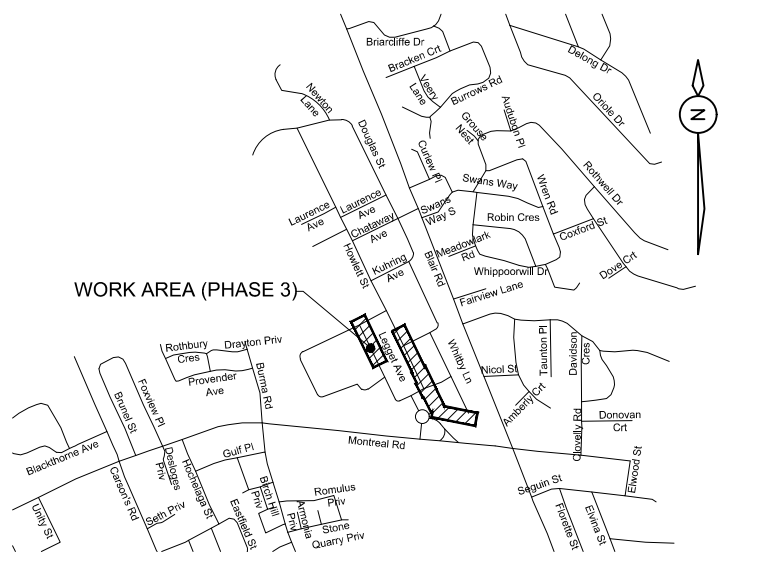 Briarcliffe Dr
Bracken Crt
Delong Dr
Veery
Lane
Burrows Rd
Oriole Dr
Newton
Lane
Audubon Pl
Grouse
Nest
N
Douglas St
Curlew Pl
Swans Way
Wren Rd
Rothwell Dr
Laurence
Ave
Laurence
Ave
Chataway
Ave
Swans
Way S
Robin Cres
Coxford St
Howlett St
Kuhring
Ave
Blair Rd
Meadowlark
Rd
Whippoorwill Dr
Dove Crt
Fairview Lane
WORK AREA (PHASE 3)
Rothbury
Cres
Drayton Priv
Provender
Ave
Burma Rd
Legget Ave
Whitby Ln
Nicol St
Taunton Pl
Davidson
Cres
Amberly Crt
Clovelly Rd
Donovan
Crt
Brunel St
Foxview Pl
Montreal Rd
Blackthorne Ave
Carson's Rd
Desloges
Priv
Hochelaga St
Gulf Pl
Birch Hill
Priv
Elwood St
Seguin St
Unity St
Seth Priv
Eastfield St
Armonia
Priv
Romulus
Priv
Stone
Quarry Priv
Florette St
Elvina St